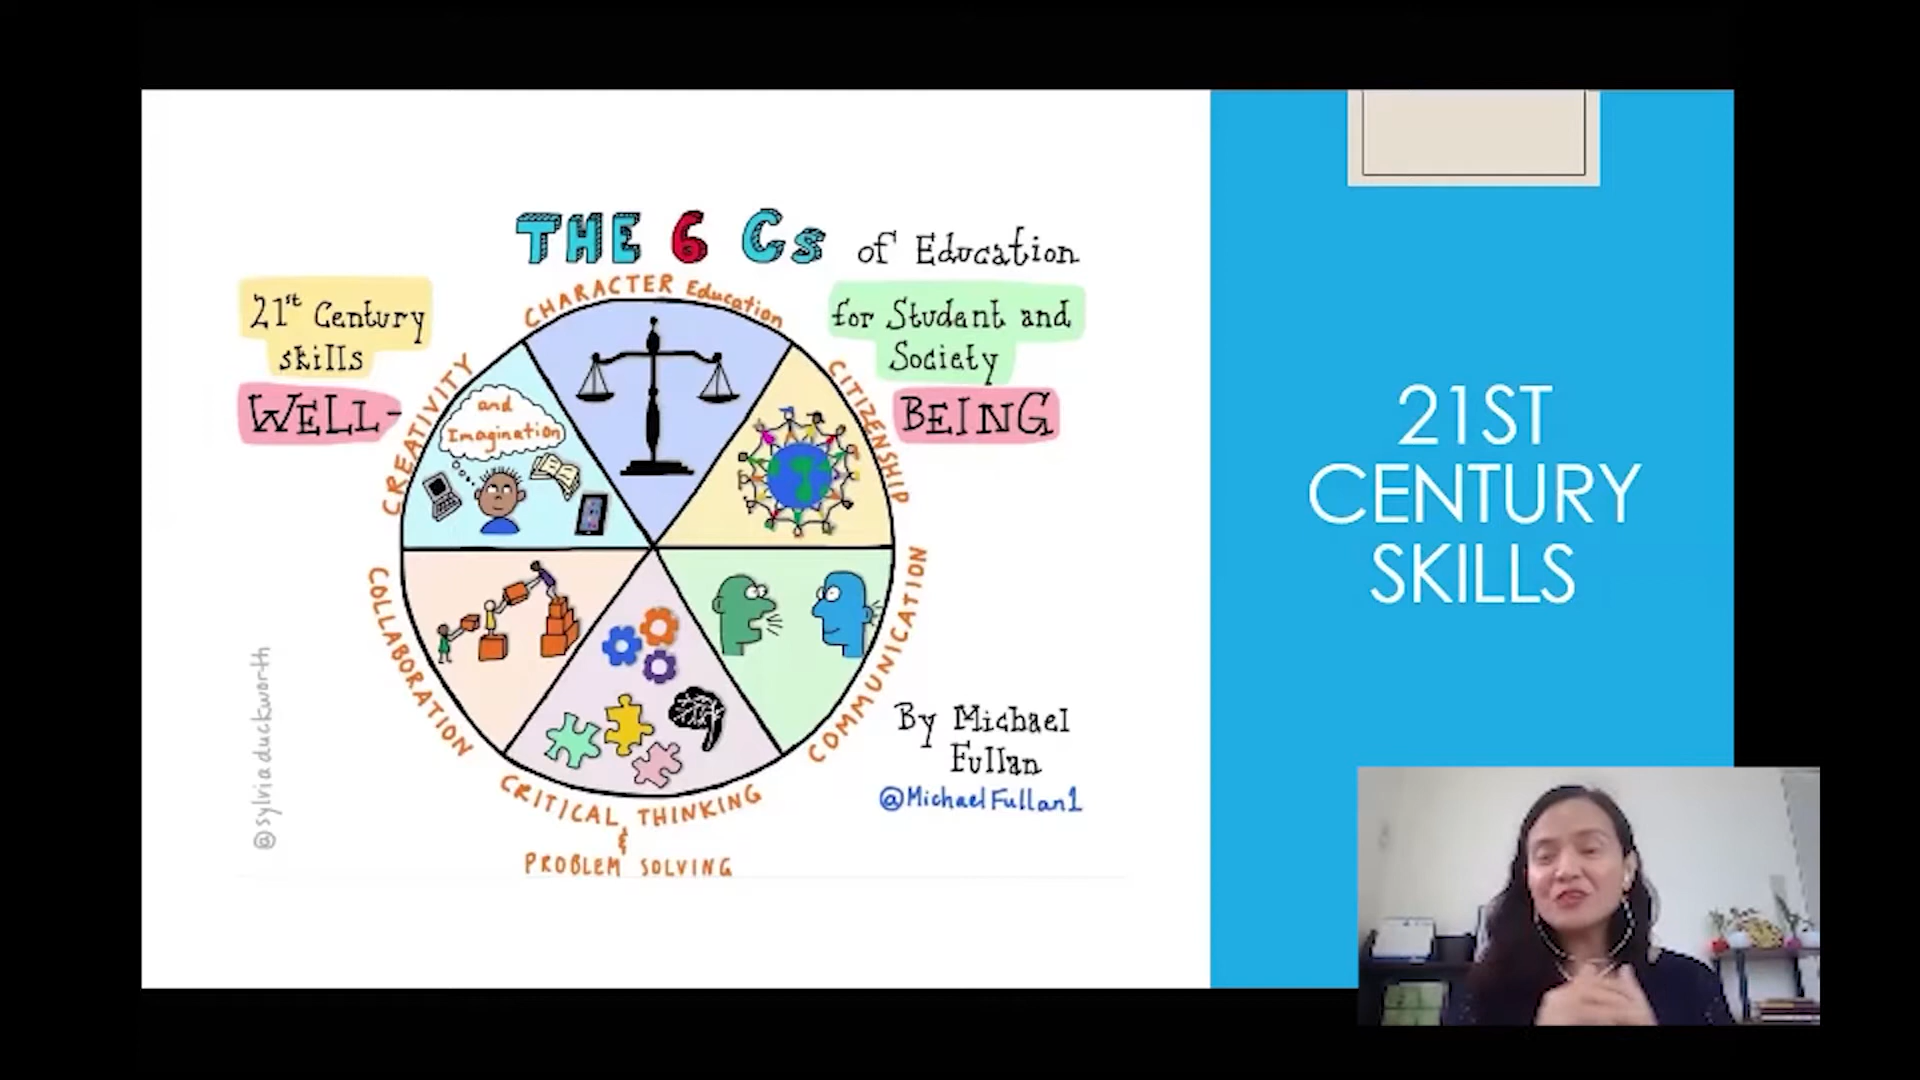 THE 6 Cs of Education
21st Century
skills
WELL-
for Student and
Society
BEING
CHARACTER Education
CITIZENSHIP
COMMUNICATION
CRITICAL THINKING
&
PROBLEM SOLVING
COLLABORATION
CREATIVITY
and
Imagination
By Michael
Fullan
@MichaelFullan1
@sylviaduckworth
21ST
CENTURY
SKILLS